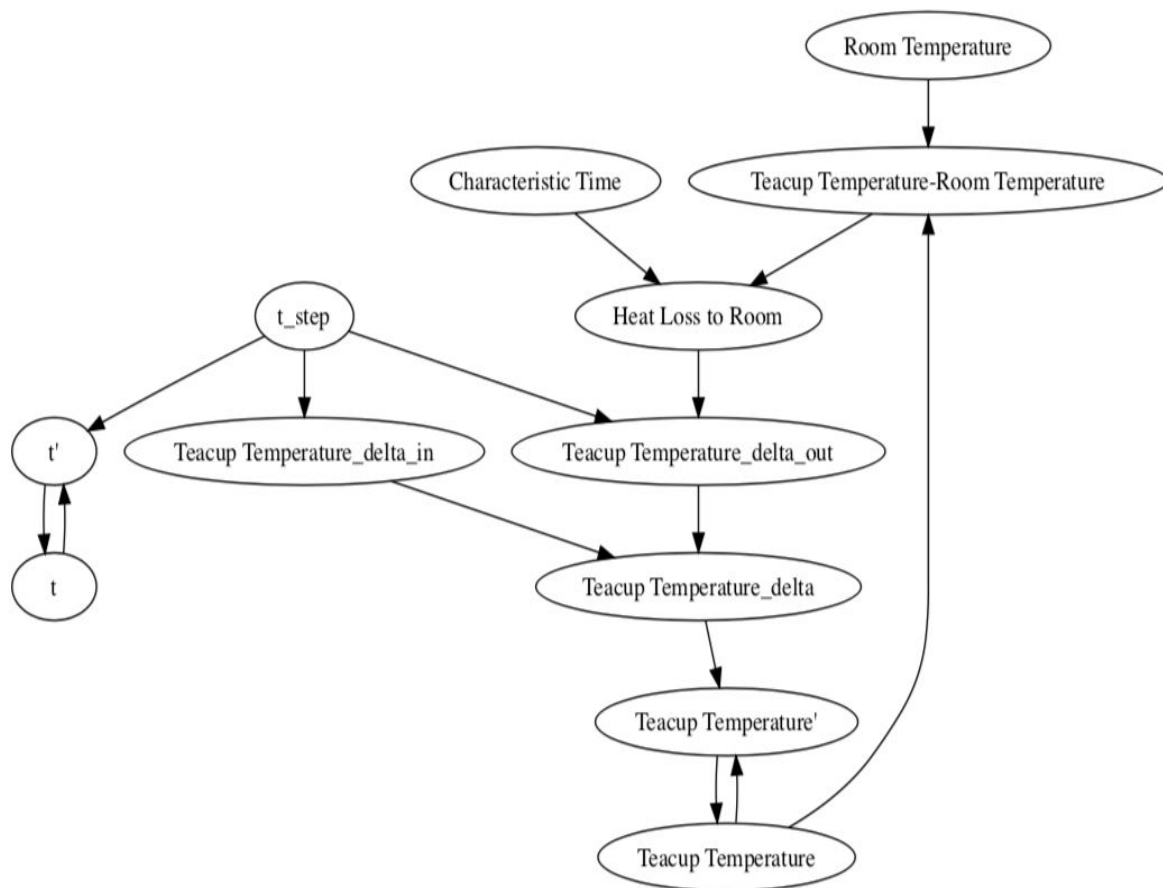 Room Temperature
Characteristic Time
Teacup Temperature-Room Temperature
t_step
Heat Loss to Room
t'
Teacup Temperature_delta_in
Teacup Temperature_delta_out
t
Teacup Temperature_delta
Teacup Temperature'
Teacup Temperature